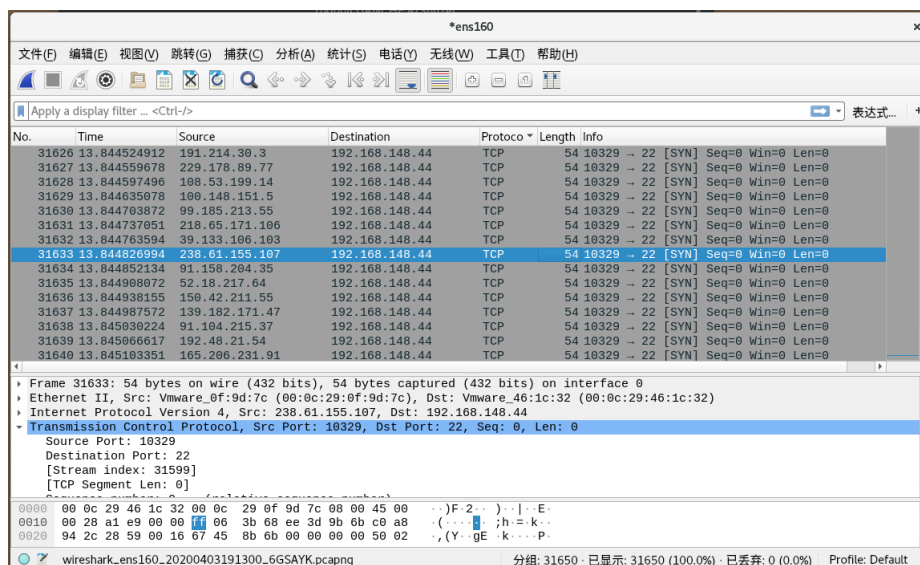 *ens160
文件(F) 编辑(E) 视图(V) 跳转(G) 捕获(C) 分析(A) 统计(S) 电话(Y) 无线(W) 工具(T) 帮助(H)
Apply a display filter ... <Ctrl-/> 表达式...
No. Time Source Destination Protoco Length Info
31626 13.844524912 191.214.30.3 192.168.148.44 TCP 54 10329 → 22 [SYN] Seq=0 Win=0 Len=0
31627 13.844559678 229.178.89.77 192.168.148.44 TCP 54 10329 → 22 [SYN] Seq=0 Win=0 Len=0
31628 13.844597496 108.53.199.14 192.168.148.44 TCP 54 10329 → 22 [SYN] Seq=0 Win=0 Len=0
31629 13.844635078 100.148.151.5 192.168.148.44 TCP 54 10329 → 22 [SYN] Seq=0 Win=0 Len=0
31630 13.844703872 99.185.213.55 192.168.148.44 TCP 54 10329 → 22 [SYN] Seq=0 Win=0 Len=0
31631 13.844737051 218.65.171.106 192.168.148.44 TCP 54 10329 → 22 [SYN] Seq=0 Win=0 Len=0
31632 13.844763594 39.133.106.103 192.168.148.44 TCP 54 10329 → 22 [SYN] Seq=0 Win=0 Len=0
31633 13.844826994 238.61.155.107 192.168.148.44 TCP 54 10329 → 22 [SYN] Seq=0 Win=0 Len=0
31634 13.844852134 91.158.204.35 192.168.148.44 TCP 54 10329 → 22 [SYN] Seq=0 Win=0 Len=0
31635 13.844908072 52.18.217.64 192.168.148.44 TCP 54 10329 → 22 [SYN] Seq=0 Win=0 Len=0
31636 13.844938155 150.42.211.55 192.168.148.44 TCP 54 10329 → 22 [SYN] Seq=0 Win=0 Len=0
31637 13.844987572 139.182.171.47 192.168.148.44 TCP 54 10329 → 22 [SYN] Seq=0 Win=0 Len=0
31638 13.845030224 91.104.215.37 192.168.148.44 TCP 54 10329 → 22 [SYN] Seq=0 Win=0 Len=0
31639 13.845066617 192.48.21.54 192.168.148.44 TCP 54 10329 → 22 [SYN] Seq=0 Win=0 Len=0
31640 13.845103351 165.206.231.91 192.168.148.44 TCP 54 10329 → 22 [SYN] Seq=0 Win=0 Len=0
Frame 31633: 54 bytes on wire (432 bits), 54 bytes captured (432 bits) on interface 0
Ethernet II, Src: Vmware_0f:9d:7c (00:0c:29:0f:9d:7c), Dst: Vmware_46:1c:32 (00:0c:29:46:1c:32)
Internet Protocol Version 4, Src: 238.61.155.107, Dst: 192.168.148.44
Transmission Control Protocol, Src Port: 10329, Dst Port: 22, Seq: 0, Len: 0
Source Port: 10329
Destination Port: 22
[Stream index: 31599]
[TCP Segment Len: 0]
0000 00 0c 29 46 1c 32 00 0c 29 0f 9d 7c 08 00 45 00 ··)F·2·· )··|··E·
0010 00 28 a1 e9 00 00 ff 06 3b 68 ee 3d 9b 6b c0 a8 ·(······ ;h·=·k··
0020 94 2c 28 59 00 16 67 45 8b 6b 00 00 00 00 50 02 ·,(Y··gE ·k····P·
wireshark_ens160_20200403191300_6GSAYK.pcapng 分组: 31650 · 已显示: 31650 (100.0%) · 已丢弃: 0 (0.0%) Profile: Default